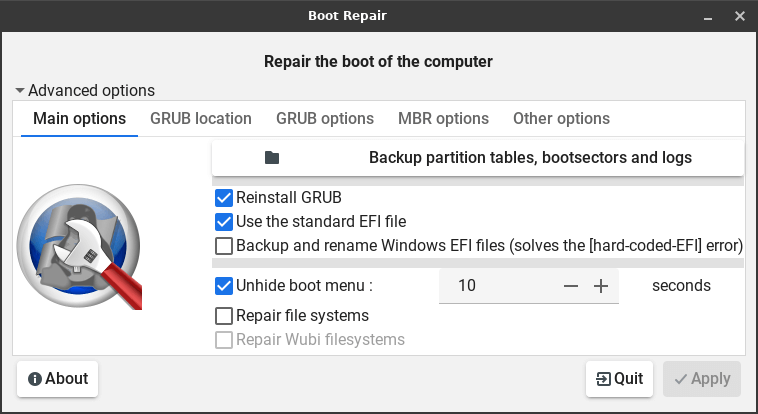 Boot Repair
Repair the boot of the computer
Advanced options
Main options GRUB location GRUB options MBR options Other options
Backup partition tables, bootsectors and logs
Reinstall GRUB
Use the standard EFI file
Backup and rename Windows EFI files (solves the [hard-coded-EFI] error)
Unhide boot menu : 10 seconds
Repair file systems
Repair Wubi filesystems
About Quit Apply